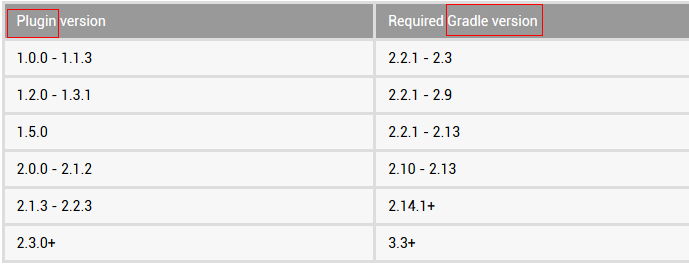 Plugin version Required Gradle version
1.0.0 - 1.1.3 2.2.1 - 2.3
1.2.0 - 1.3.1 2.2.1 - 2.9
1.5.0 2.2.1 - 2.13
2.0.0 - 2.1.2 2.10 - 2.13
2.1.3 - 2.2.3 2.14.1+
2.3.0+ 3.3+